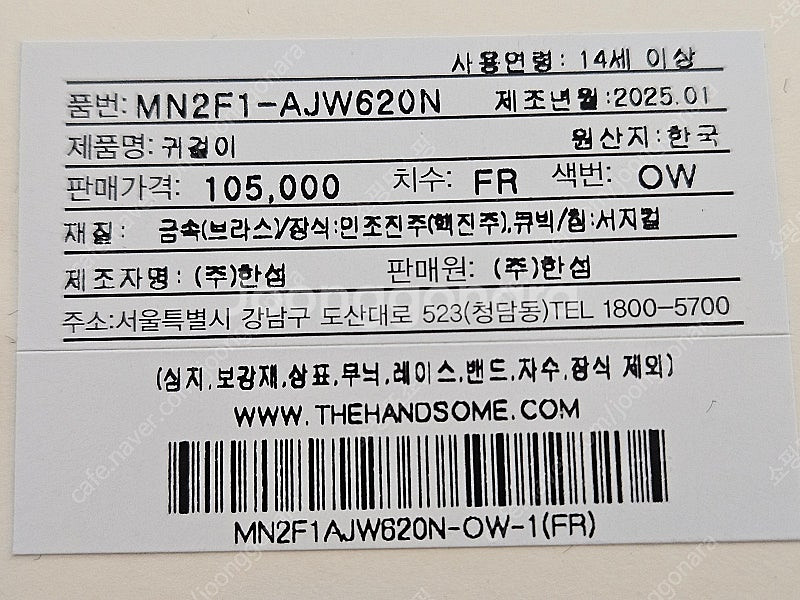 사용연령: 14세 이상
품번: MN2F1-AJW620N 제조년월:2025.01
제품명: 귀걸이 원산지: 한국
판매가격: 105,000 치수: FR 색번: OW
재질: 금속(브라스)/장식:인조진주(핵진주),큐빅/침:서지컬
제조자명: (주)한섬 판매원: (주)한섬
주소:서울특별시 강남구 도산대로 523(청담동)TEL 1800-5700
(심지,보강재,상표,무늬,레이스,밴드,자수,장식 제외)
WWW.THEHANDSOME.COM
MN2F1AJW620N-OW-1(FR)
joonggonara
cafe.naver.com/joonggonara